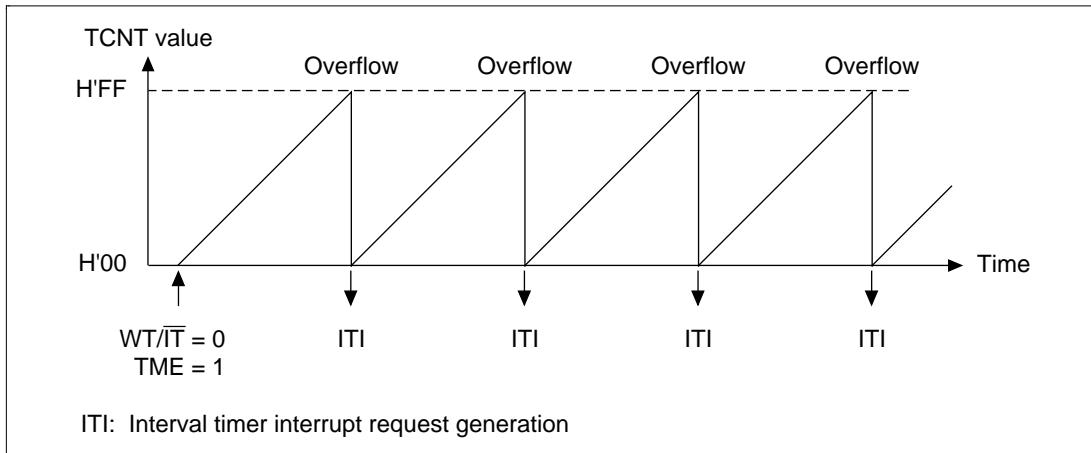 TCNT value
Overflow Overflow Overflow Overflow
H'FF
H'00
Time
WT/I̅T̅ = 0
TME = 1
ITI ITI ITI ITI
ITI: Interval timer interrupt request generation